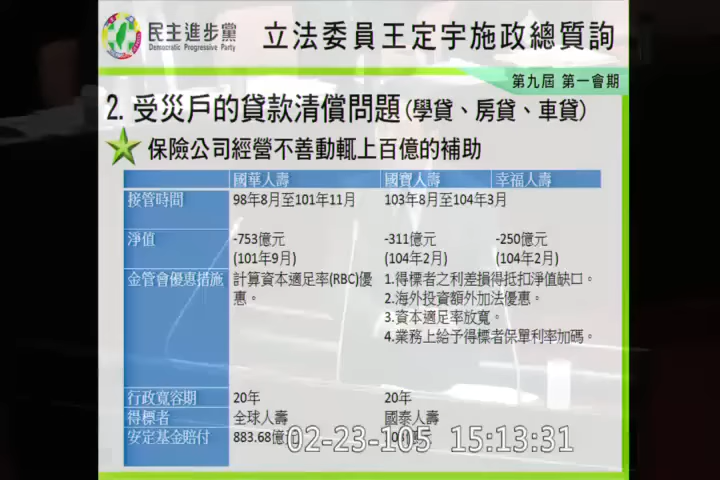 民主進步黨
Democratic Progressive Party
立法委員王定宇施政總質詢
第九屆 第一會期
2. 受災戶的貸款清償問題(學貸、房貸、車貸)
保險公司經營不善動輒上百億的補助
國華人壽 國寶人壽 幸福人壽
接管時間 98年8月至101年11月 103年8月至104年3月
淨值 -753億元 -311億元 -250億元
(101年9月) (104年2月) (104年2月)
金管會優惠措施 計算資本適足率(RBC)優惠。 1.得標者之利差損得抵扣淨值缺口。
2.海外投資額外加法優惠。
3.資本適足率放寬。
4.業務上給予得標者保單利率加碼。
行政寬容期 20年 20年
得標者 全球人壽 國泰人壽
安定基金賠付 883.68億
02-23-105 15:13:31